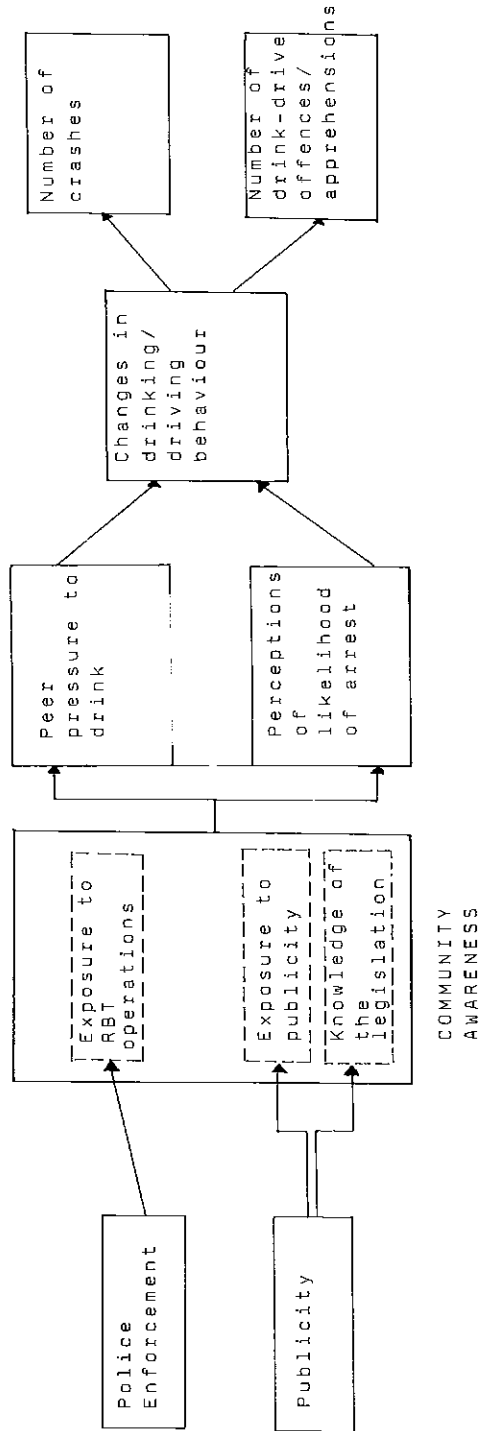 Police
Enforcement
Publicity
Exposure to
RBT
operations
Exposure to
publicity
Knowledge of
the
legislation
COMMUNITY
AWARENESS
Peer
pressure to
drink
Perceptions
of
likelihood
of arrest
Changes in
drinking/
driving
behaviour
Number of
crashes
Number of
drink-drive
offences/
apprehensions